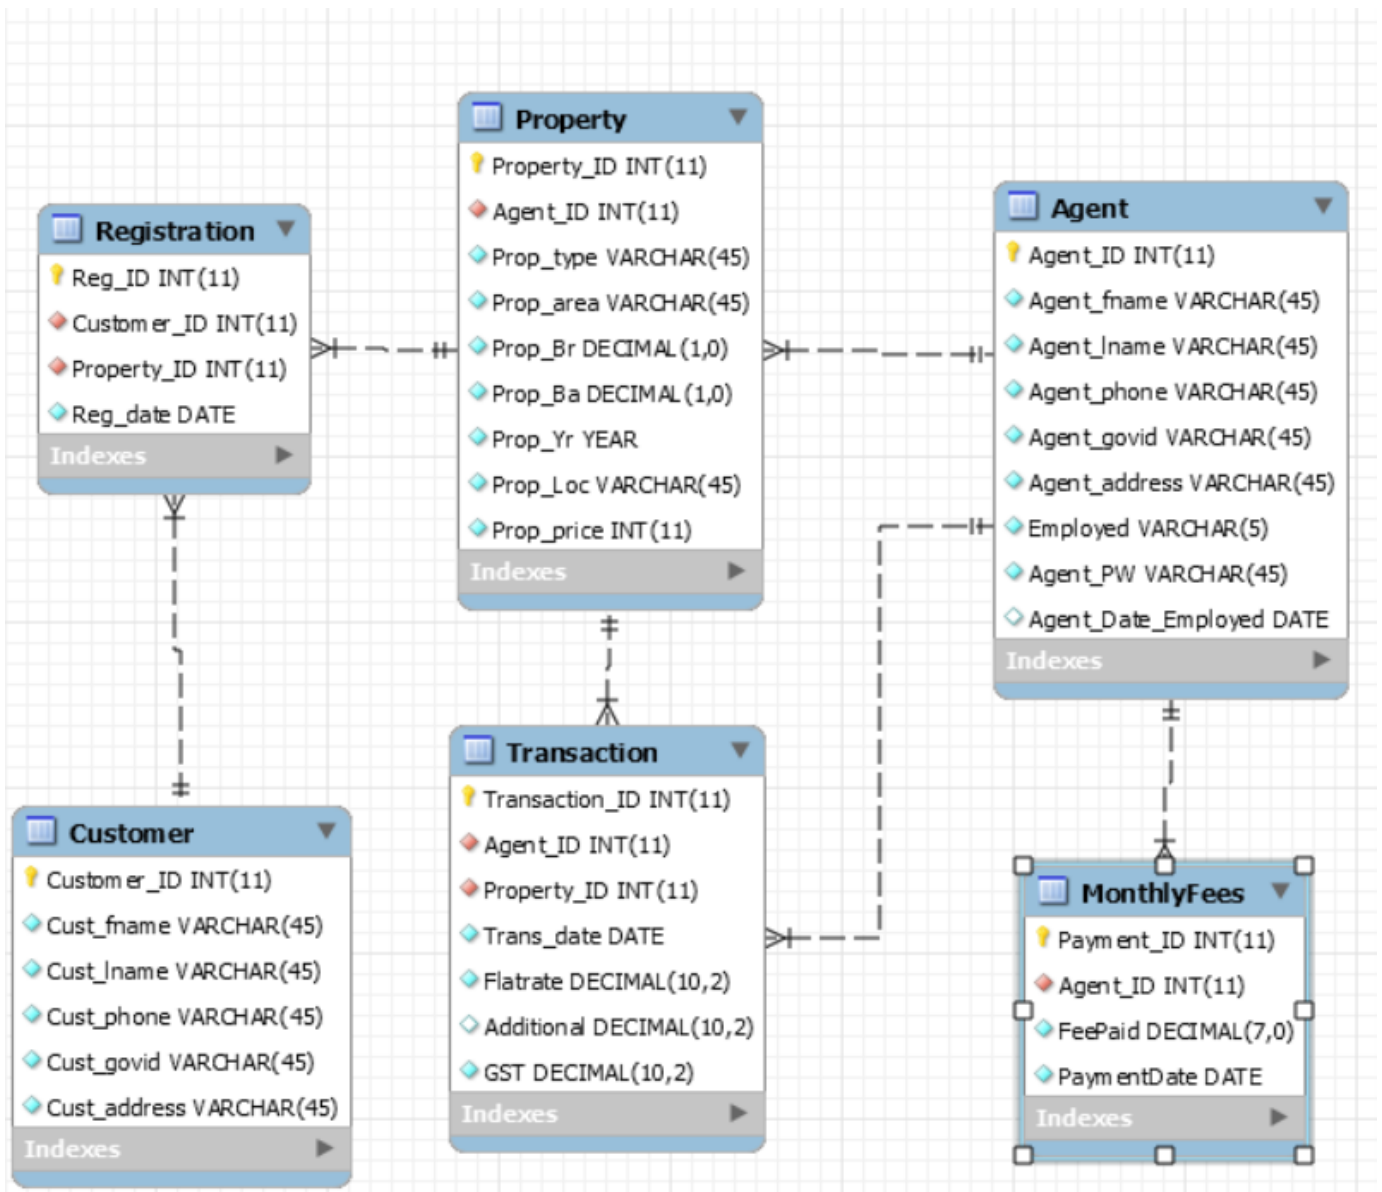 Property
Property_ID INT(11)
Agent_ID INT(11)
Prop_type VARCHAR(45)
Prop_area VARCHAR(45)
Prop_Br DECIMAL(1,0)
Prop_Ba DECIMAL(1,0)
Prop_Yr YEAR
Prop_Loc VARCHAR(45)
Prop_price INT(11)
Indexes
Registration
Reg_ID INT(11)
Customer_ID INT(11)
Property_ID INT(11)
Reg_date DATE
Indexes
Agent
Agent_ID INT(11)
Agent_fname VARCHAR(45)
Agent_lname VARCHAR(45)
Agent_phone VARCHAR(45)
Agent_govid VARCHAR(45)
Agent_address VARCHAR(45)
Employed VARCHAR(5)
Agent_PW VARCHAR(45)
Agent_Date_Employed DATE
Indexes
Customer
Customer_ID INT(11)
Cust_fname VARCHAR(45)
Cust_lname VARCHAR(45)
Cust_phone VARCHAR(45)
Cust_govid VARCHAR(45)
Cust_address VARCHAR(45)
Indexes
Transaction
Transaction_ID INT(11)
Agent_ID INT(11)
Property_ID INT(11)
Trans_date DATE
Flatrate DECIMAL(10,2)
Additional DECIMAL(10,2)
GST DECIMAL(10,2)
Indexes
MonthlyFees
Payment_ID INT(11)
Agent_ID INT(11)
FeePaid DECIMAL(7,0)
PaymentDate DATE
Indexes